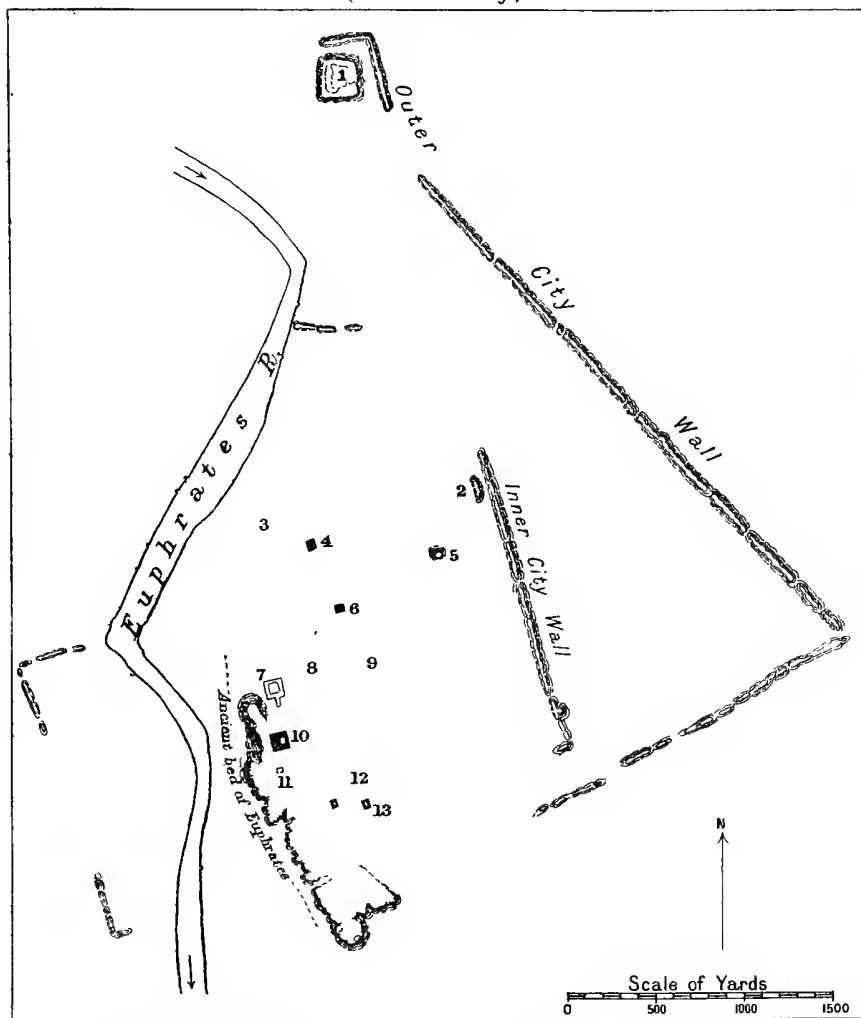 1
Outer
City
Wall
Euphrates R.
2
Inner City Wall
3
4
5
6
7
8
9
Ancient bed of Euphrates
10
11
12
13
N
Scale of Yards
0 500 1000 1500